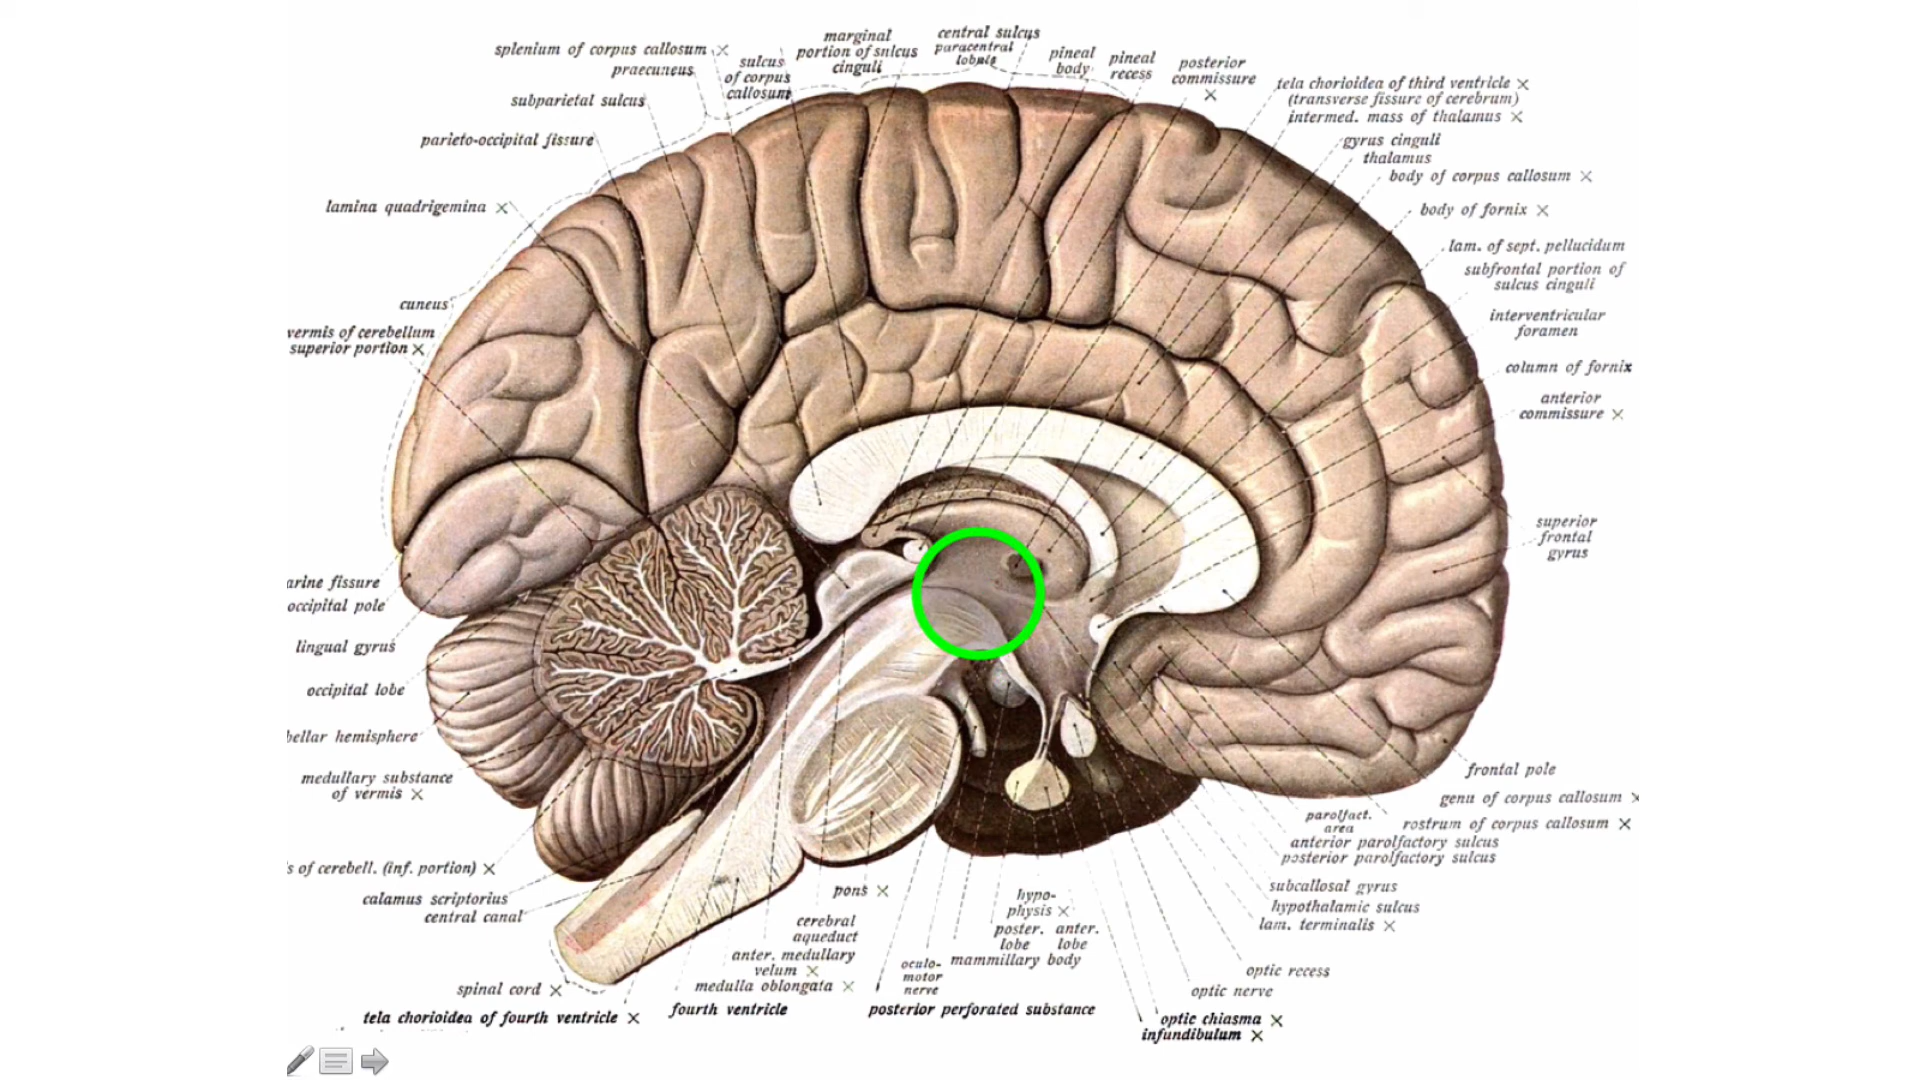 splenium of corpus callosum ×
praecuneus
subparietal sulcus
parieto-occipital fissure
lamina quadrigemina ×
cuneus
vermis of cerebellum
superior portion ×
arine fissure
occipital pole
lingual gyrus
occipital lobe
bellar hemisphere
medullary substance
of vermis ×
s of cerebell. (inf. portion) ×
calamus scriptorius
central canal
spinal cord ×
tela chorioidea of fourth ventricle ×
sulcus
of corpus
callosum
marginal
portion of sulcus
cinguli
central sulcus
paracentral
lobule
pineal
body
pineal
recess
posterior
commissure
×
tela chorioidea of third ventricle ×
(transverse fissure of cerebrum)
intermed. mass of thalamus ×
gyrus cinguli
thalamus
body of corpus callosum ×
body of fornix ×
lam. of sept. pellucidum
subfrontal portion of
sulcus cinguli
interventricular
foramen
column of fornix
anterior
commissure ×
superior
frontal
gyrus
frontal pole
genu of corpus callosum ×
parolfact.
area
rostrum of corpus callosum ×
anterior parolfactory sulcus
posterior parolfactory sulcus
subcallosal gyrus
hypothalamic sulcus
lam. terminalis ×
optic recess
optic nerve
optic chiasma ×
infundibulum ×
pons ×
cerebral
aqueduct
anter. medullary
velum ×
medulla oblongata ×
fourth ventricle
oculo-
motor
nerve
hypo-
physis ×
poster. anter.
lobe lobe
mammillary body
posterior perforated substance